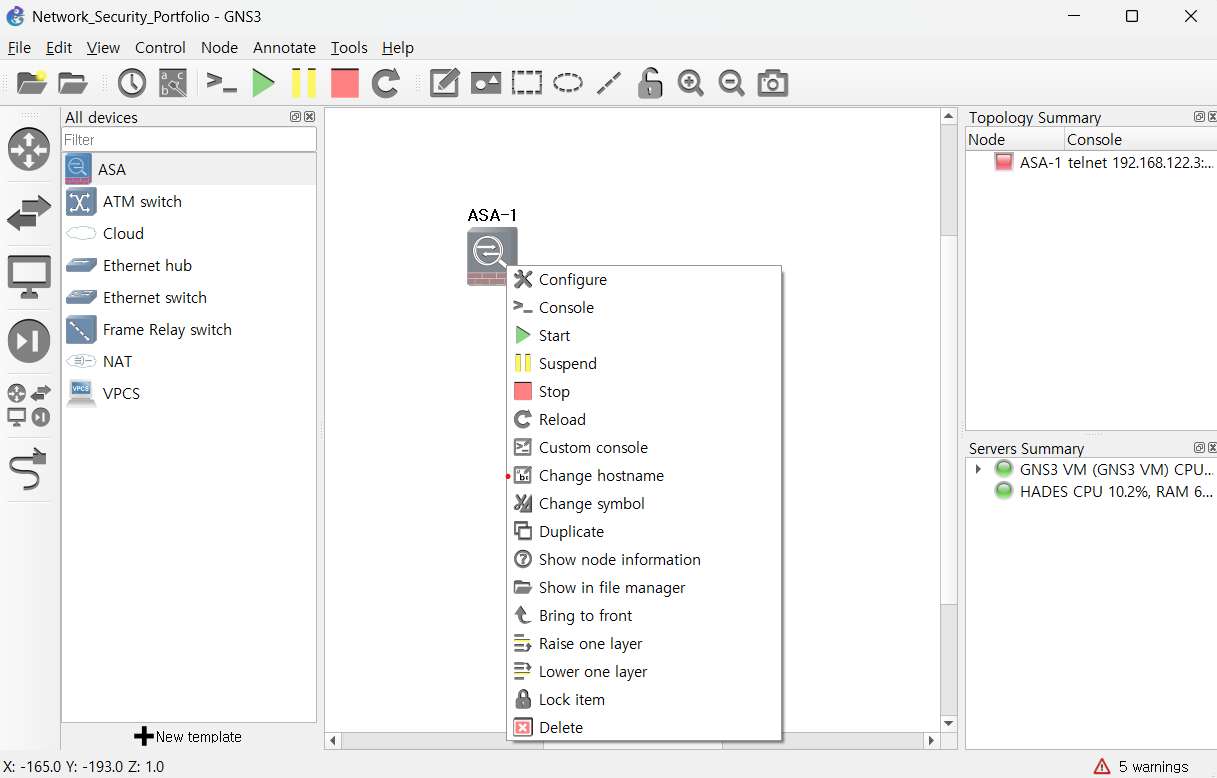 Network_Security_Portfolio - GNS3
File Edit View Control Node Annotate Tools Help
All devices
Filter
ASA
ATM switch
Cloud
Ethernet hub
Ethernet switch
Frame Relay switch
NAT
VPCS
VPCS
New template
ASA-1
Configure
Console
Start
Suspend
Stop
Reload
Custom console
Change hostname
Change symbol
Duplicate
Show node information
Show in file manager
Bring to front
Raise one layer
Lower one layer
Lock item
Delete
Topology Summary
Node Console
ASA-1 telnet 192.168.122.3:...
Servers Summary
GNS3 VM (GNS3 VM) CPU...
HADES CPU 10.2%, RAM 6...
X: -165.0 Y: -193.0 Z: 1.0
5 warnings